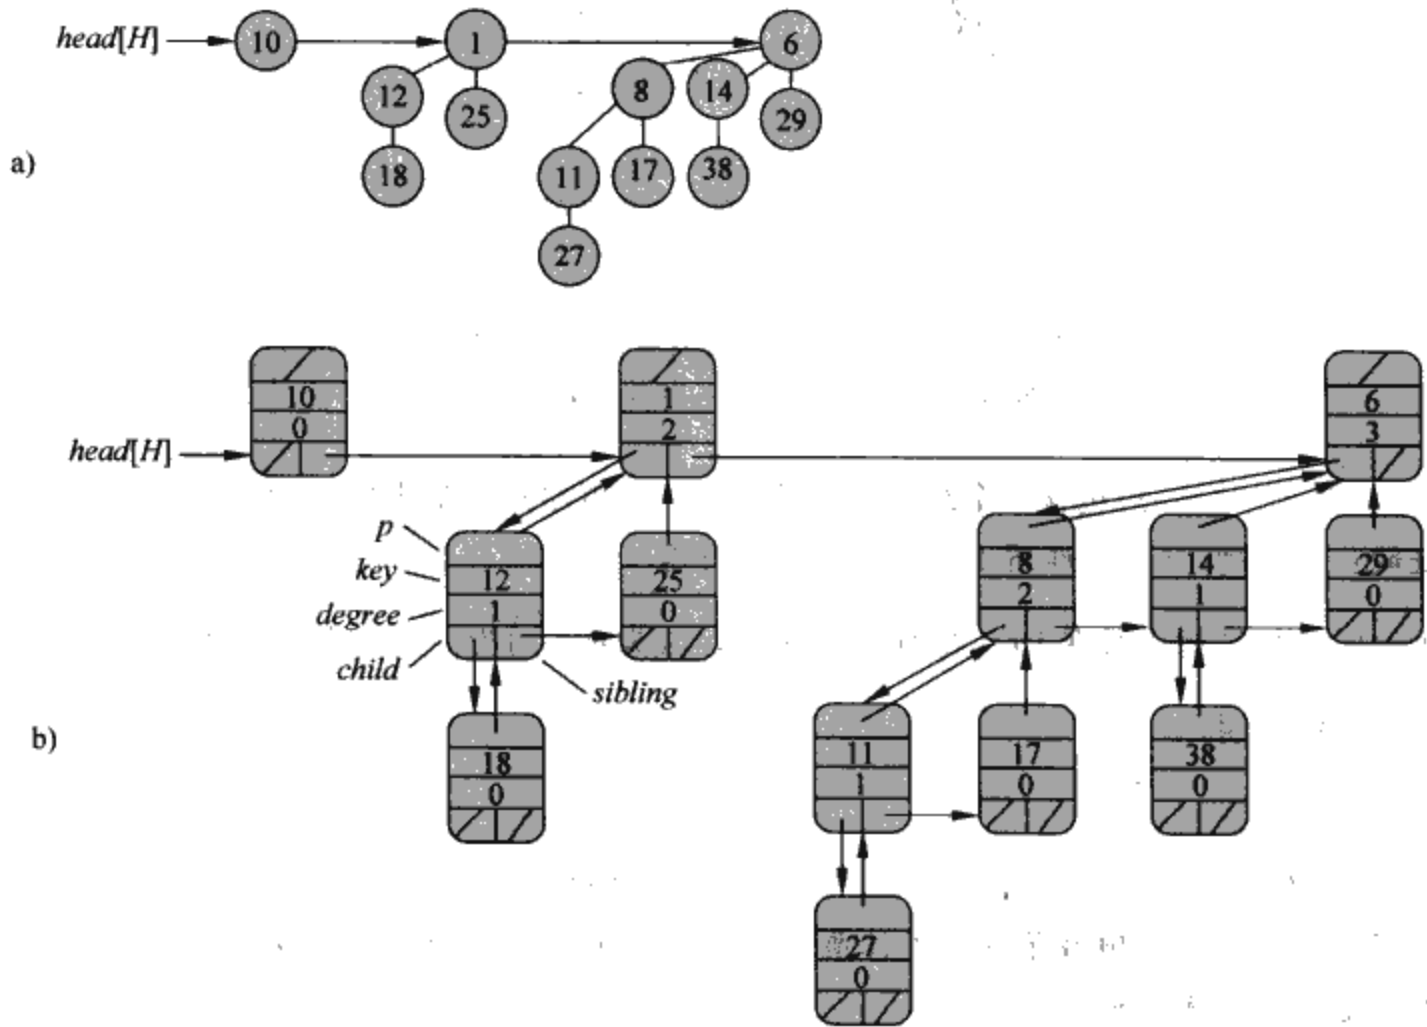 head[H] 10 1 6
12 8 14
25 29
a) 18 11 17 38
27
10 1 6
0 2 3
head[H]
p
key 12 25 8 14 29
degree 1 0 2 1 0
child
sibling
b) 18 11 17 38
0 1 0 0
27
0